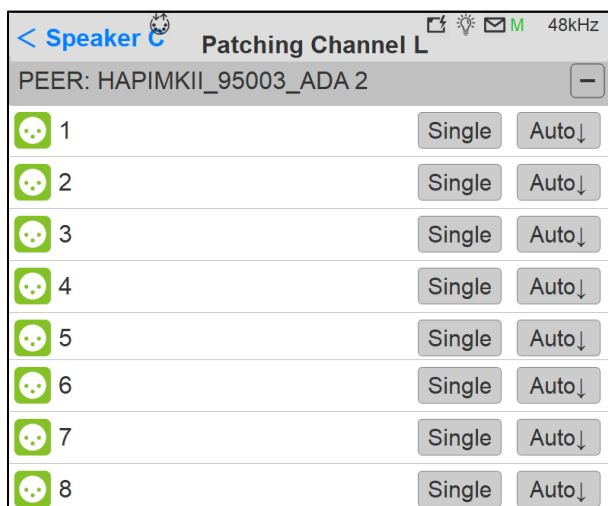 < Speaker C Patching Channel L M 48kHz
PEER: HAPIMKII_95003_ADA 2 −
1 Single Auto↓
2 Single Auto↓
3 Single Auto↓
4 Single Auto↓
5 Single Auto↓
6 Single Auto↓
7 Single Auto↓
8 Single Auto↓